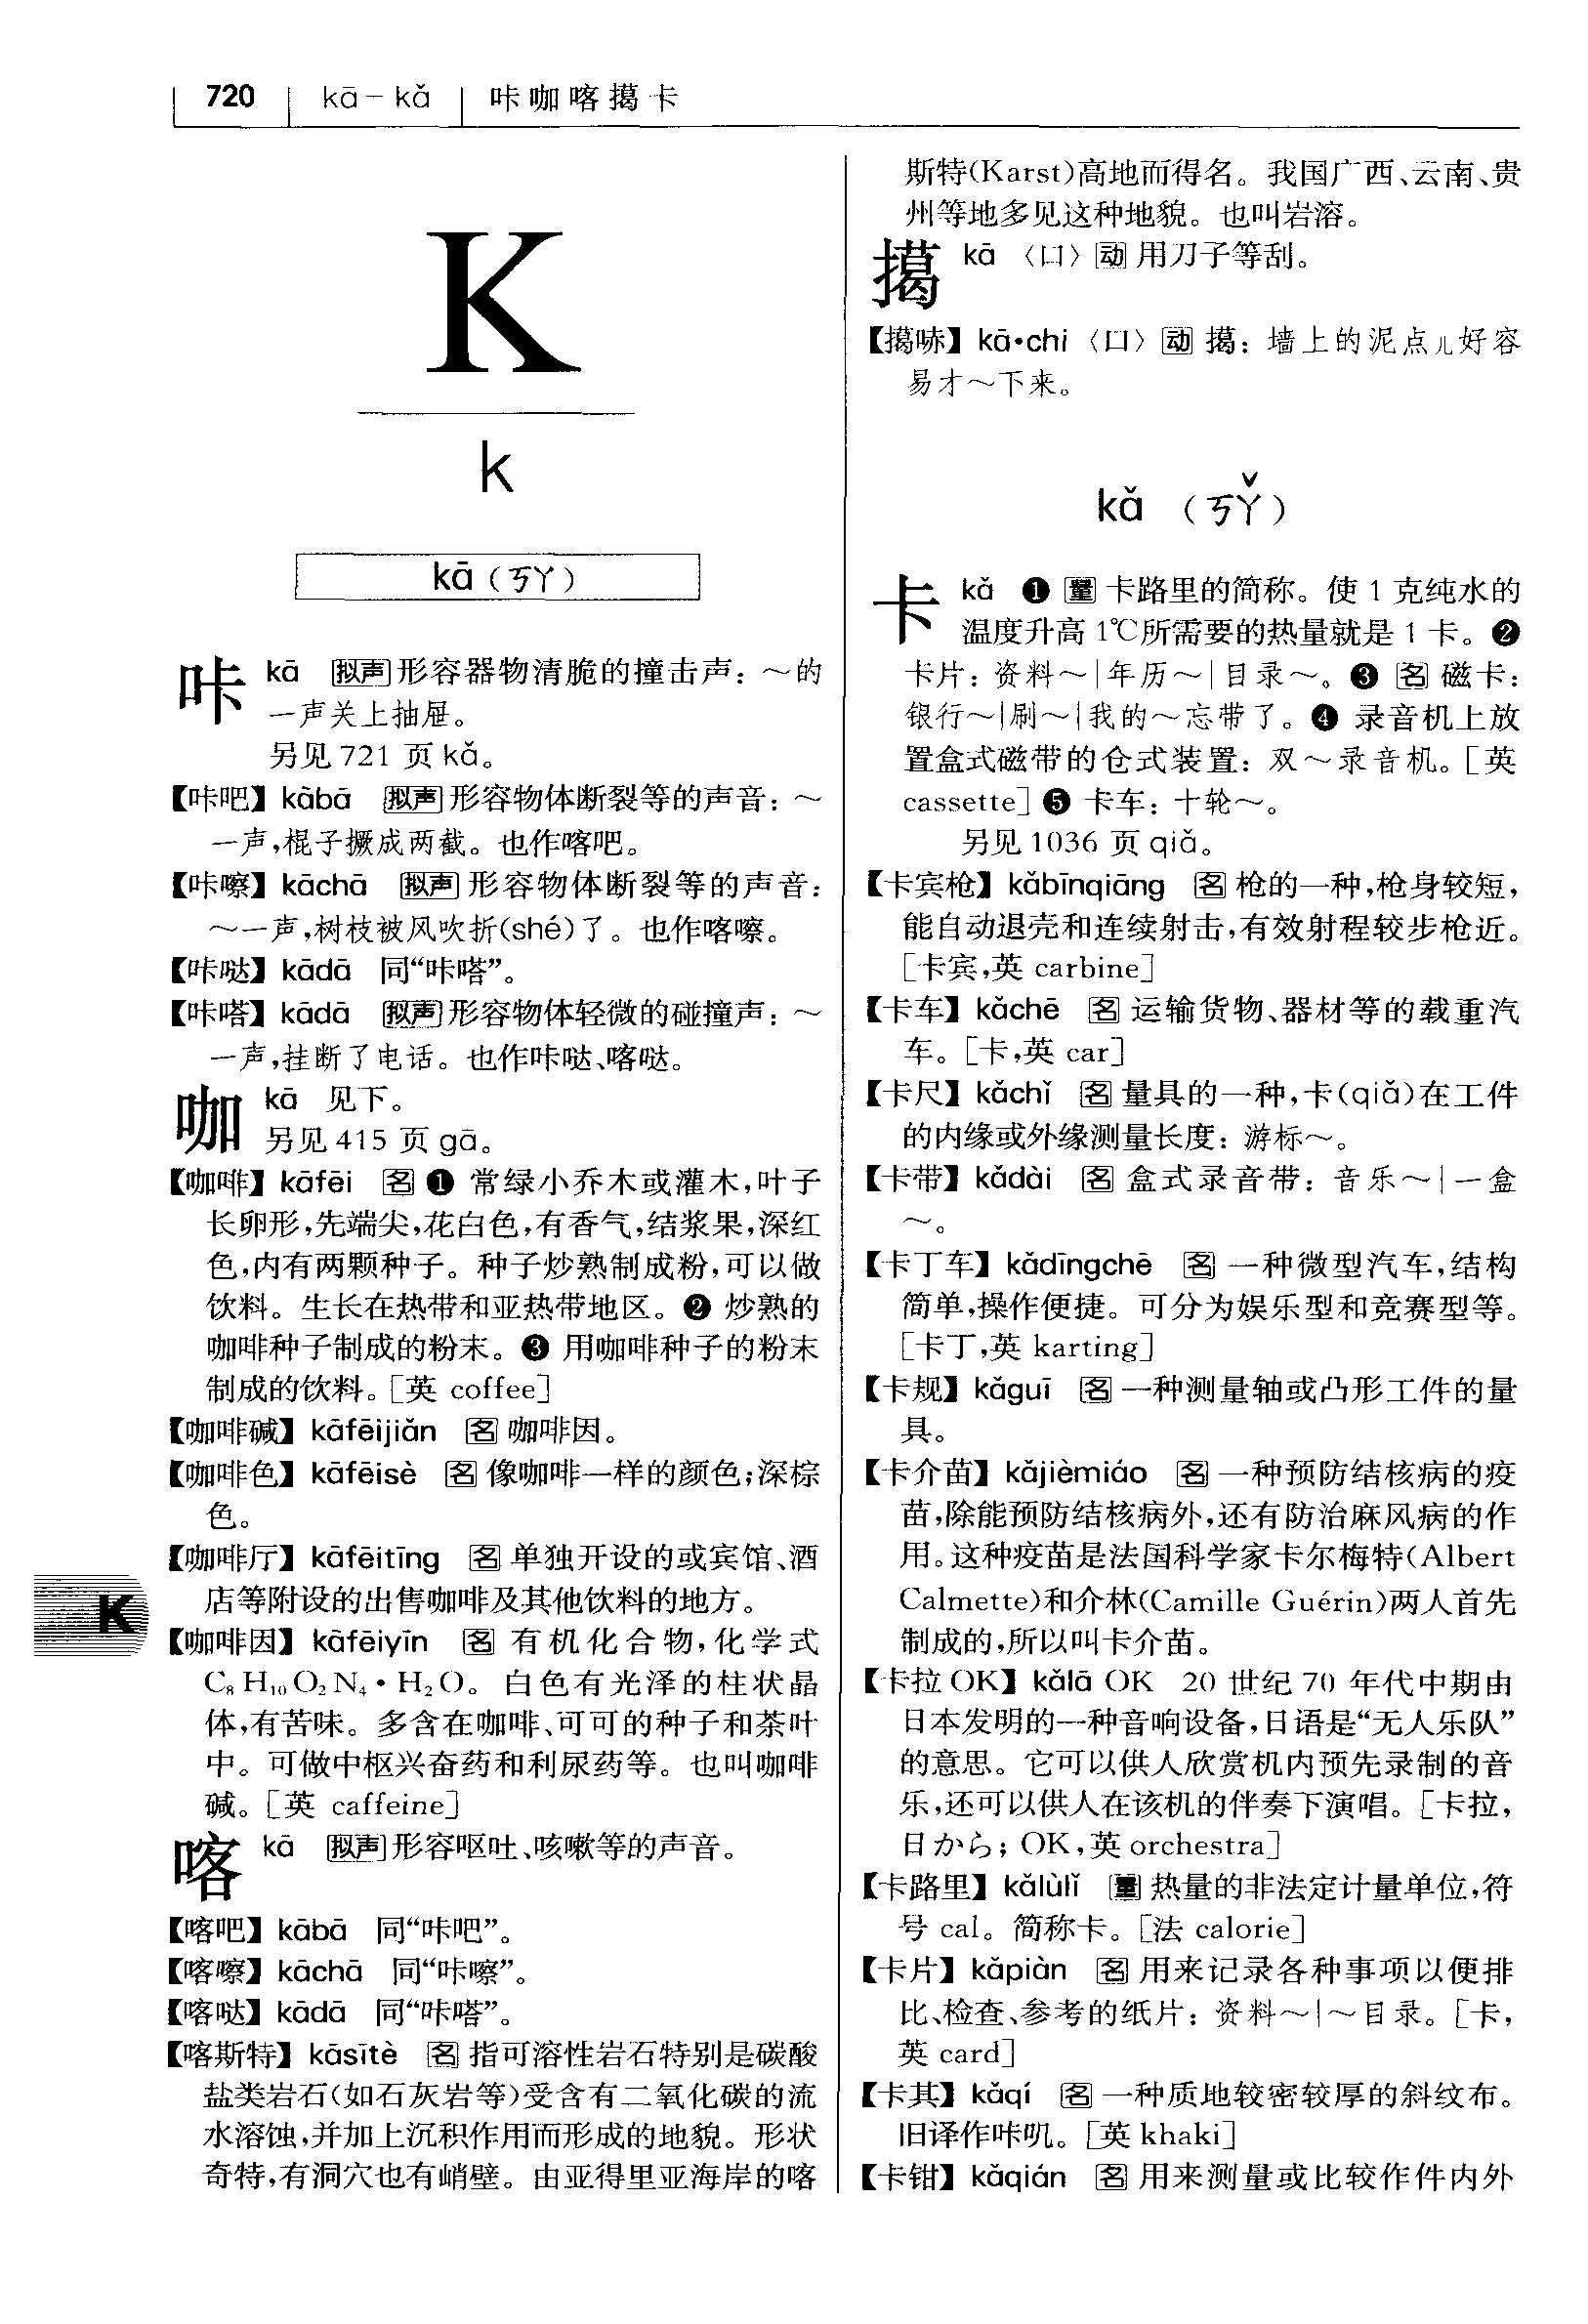 720 kā－kǎ 咔咖喀搹卡
K
k
kā（ㄎㄚ）
咔 kā 拟声 形容器物清脆的撞击声：～的
一声关上抽屉。
另见 721 页 kǎ。
【咔吧】kābā 拟声 形容物体断裂等的声音：～
一声，棍子撅成两截。也作喀吧。
【咔嚓】kāchā 拟声 形容物体断裂等的声音：
～一声，树枝被风吹折(shé)了。也作喀嚓。
【咔哒】kādā 同“咔嗒”。
【咔嗒】kādā 拟声 形容物体轻微的碰撞声：～
一声，挂断了电话。也作咔哒、喀哒。
咖 kā 见下。
另见 415 页 gā。
【咖啡】kāfēi 名 ❶ 常绿小乔木或灌木，叶子
长卵形，先端尖，花白色，有香气，结浆果，深红
色，内有两颗种子。种子炒熟制成粉，可以做
饮料。生长在热带和亚热带地区。❷ 炒熟的
咖啡种子制成的粉末。❸ 用咖啡种子的粉末
制成的饮料。[英 coffee]
【咖啡碱】kāfēijiǎn 名 咖啡因。
【咖啡色】kāfēisè 名 像咖啡一样的颜色；深棕
色。
【咖啡厅】kāfēitīng 名 单独开设的或宾馆、酒
店等附设的出售咖啡及其他饮料的地方。
K
【咖啡因】kāfēiyīn 名 有机化合物，化学式
C₈H₁₀O₂N₄·H₂O。白色有光泽的柱状晶
体，有苦味。多含在咖啡、可可的种子和茶叶
中。可做中枢兴奋药和利尿药等。也叫咖啡
碱。[英 caffeine]
喀 kā 拟声 形容呕吐、咳嗽等的声音。
【喀吧】kābā 同“咔吧”。
【喀嚓】kāchā 同“咔嚓”。
【喀哒】kādā 同“咔嗒”。
【喀斯特】kāsītè 名 指可溶性岩石特别是碳酸
盐类岩石（如石灰岩等）受含有二氧化碳的流
水溶蚀，并加上沉积作用而形成的地貌。形状
奇特，有洞穴也有峭壁。由亚得里亚海岸的喀
斯特(Karst)高地而得名。我国广西、云南、贵
州等地多见这种地貌。也叫岩溶。
搹 kā 〈口〉 动 用刀子等刮。
【搹哧】kā·chi〈口〉 动 搹：墙上的泥点儿好容
易才～下来。
kǎ （ㄎㄚˇ）
卡 kǎ ❶ 量 卡路里的简称。使 1 克纯水的
温度升高 1℃所需要的热量就是 1 卡。❷
卡片：资料～｜年历～｜目录～。❸ 名 磁卡：
银行～｜刷～｜我的～忘带了。❹ 录音机上放
置盒式磁带的仓式装置：双～录音机。[英
cassette] ❺ 卡车：十轮～。
另见 1036 页 qiǎ。
【卡宾枪】kǎbīnqiāng 名 枪的一种，枪身较短，
能自动退壳和连续射击，有效射程较步枪近。
[卡宾，英 carbine]
【卡车】kǎchē 名 运输货物、器材等的载重汽
车。[卡，英 car]
【卡尺】kǎchǐ 名 量具的一种，卡(qiǎ)在工件
的内缘或外缘测量长度：游标～。
【卡带】kǎdài 名 盒式录音带：音乐～｜一盒
～。
【卡丁车】kǎdīngchē 名 一种微型汽车，结构
简单，操作便捷。可分为娱乐型和竞赛型等。
[卡丁，英 karting]
【卡规】kǎguī 名 一种测量轴或凸形工件的量
具。
【卡介苗】kǎjièmiáo 名 一种预防结核病的疫
苗，除能预防结核病外，还有防治麻风病的作
用。这种疫苗是法国科学家卡尔梅特(Albert
Calmette)和介林(Camille Guérin)两人首先
制成的，所以叫卡介苗。
【卡拉 OK】kǎlā OK 20 世纪 70 年代中期由
日本发明的一种音响设备，日语是“无人乐队”
的意思。它可以供人欣赏机内预先录制的音
乐，还可以供人在该机的伴奏下演唱。[卡拉，
日から；OK，英 orchestra]
【卡路里】kǎlùlǐ 量 热量的非法定计量单位，符
号 cal。简称卡。[法 calorie]
【卡片】kǎpiàn 名 用来记录各种事项以便排
比、检查、参考的纸片：资料～｜～目录。[卡，
英 card]
【卡其】kǎqí 名 一种质地较密较厚的斜纹布。
旧译作咔叽。[英 khaki]
【卡钳】kǎqián 名 用来测量或比较作件内外